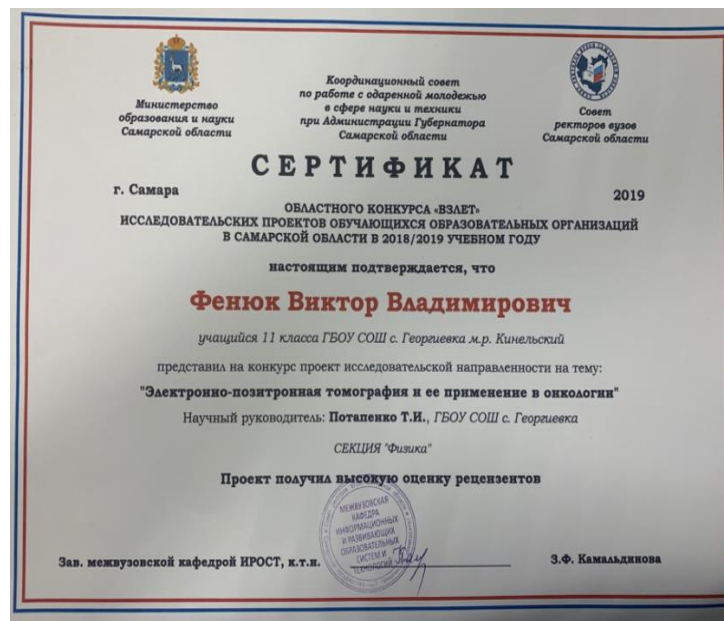 Министерство
образования и науки
Самарской области
Координационный совет
по работе с одаренной молодежью
в сфере науки и техники
при Администрации Губернатора
Самарской области
Совет
ректоров вузов
Самарской области
СЕРТИФИКАТ
г. Самара 2019
ОБЛАСТНОГО КОНКУРСА «ВЗЛЕТ»
ИССЛЕДОВАТЕЛЬСКИХ ПРОЕКТОВ ОБУЧАЮЩИХСЯ ОБРАЗОВАТЕЛЬНЫХ ОРГАНИЗАЦИЙ
В САМАРСКОЙ ОБЛАСТИ В 2018/2019 УЧЕБНОМ ГОДУ
настоящим подтверждается, что
Фенюк Виктор Владимирович
учащийся 11 класса ГБОУ СОШ с. Георгиевка м.р. Кинельский
представил на конкурс проект исследовательской направленности на тему:
"Электронно-позитронная томография и ее применение в онкологии"
Научный руководитель: Потапенко Т.И., ГБОУ СОШ с. Георгиевка
СЕКЦИЯ "Физика"
Проект получил высокую оценку рецензентов
МЕЖВУЗОВСКАЯ
КАФЕДРА
ИНФОРМАЦИОННЫХ
И РАЗВИВАЮЩИХ
ОБРАЗОВАТЕЛЬНЫХ
СИСТЕМ И
ТЕХНОЛОГИЙ
Зав. межвузовской кафедрой ИРОСТ, к.т.н. З.Ф. Камальдинова